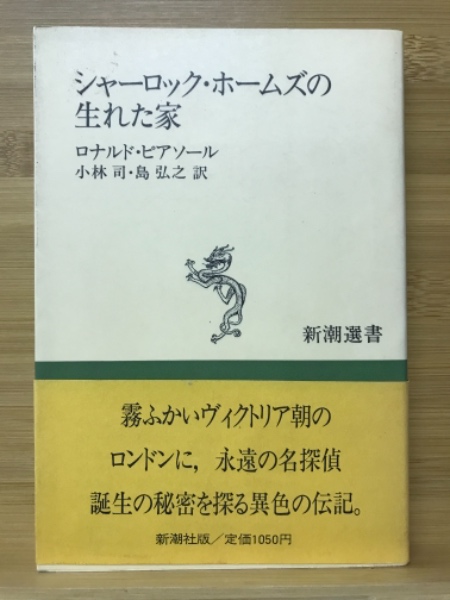 シャーロック・ホームズの
生れた家
ロナルド・ピアソール
小林 司・島 弘之 訳
新潮選書
霧ふかいヴィクトリア朝の
ロンドンに，永遠の名探偵
誕生の秘密を探る異色の伝記。
新潮社版／定価1050円